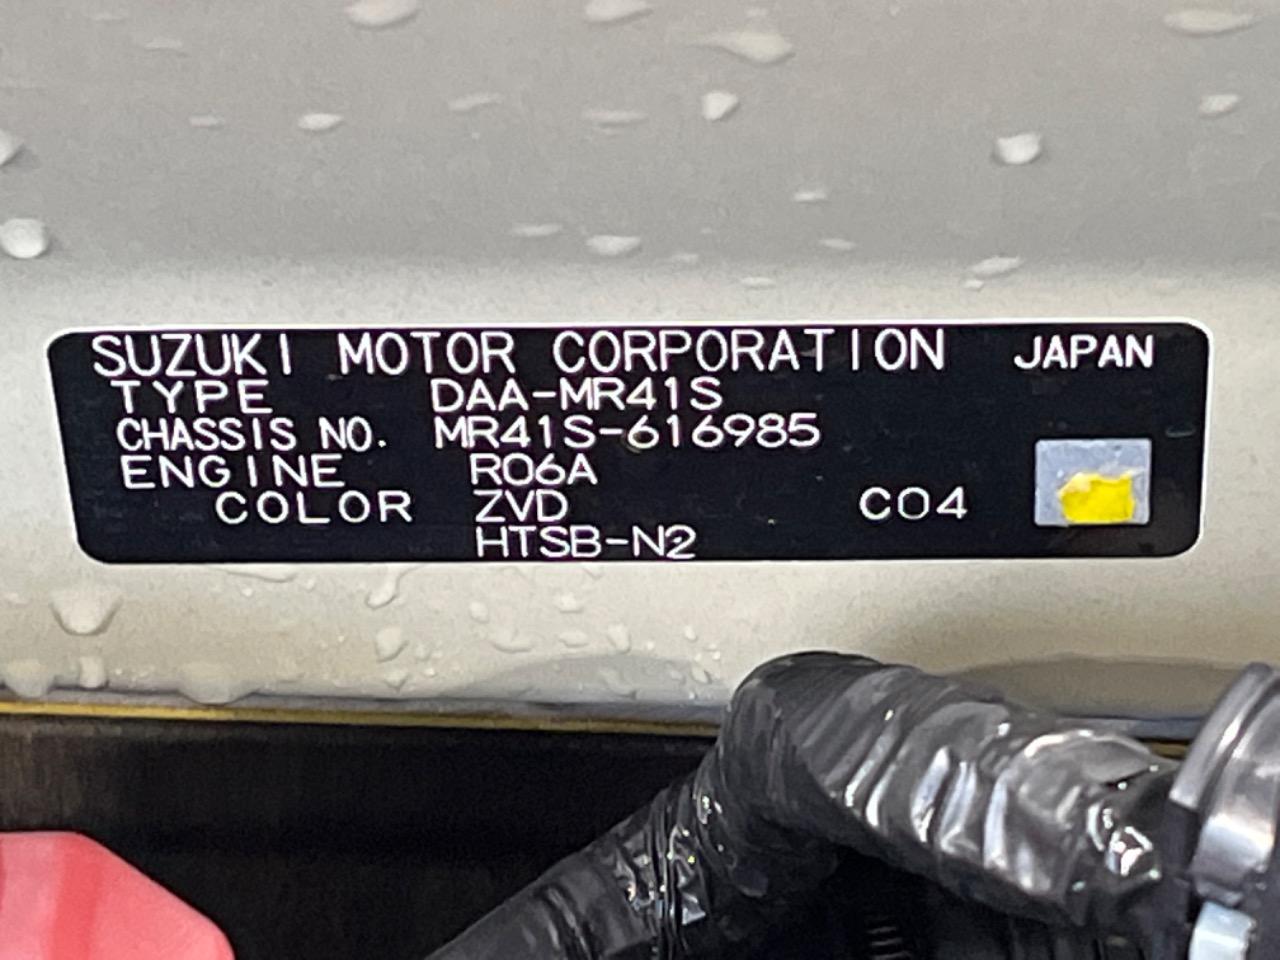 SUZUKI MOTOR CORPORATION JAPAN
TYPE DAA-MR41S
CHASSIS NO. MR41S-616985
ENGINE R06A
COLOR ZVD C04
HTSB-N2